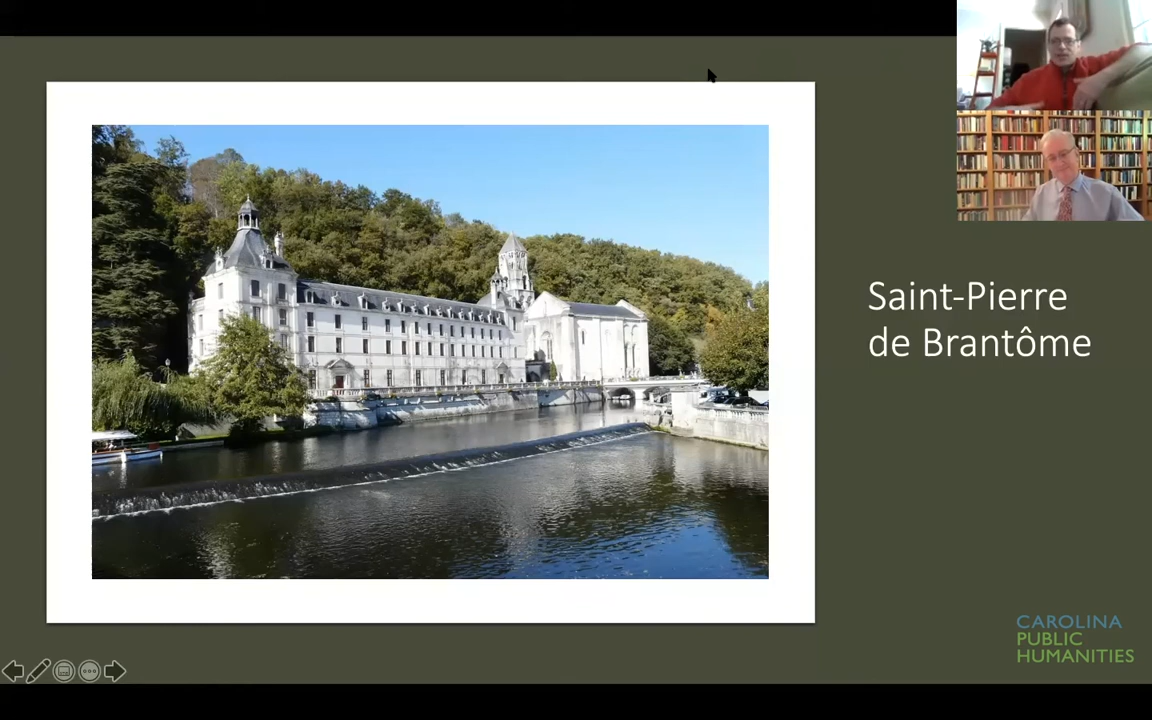 Saint-Pierre
de Brantôme
CAROLINA
PUBLIC
HUMANITIES